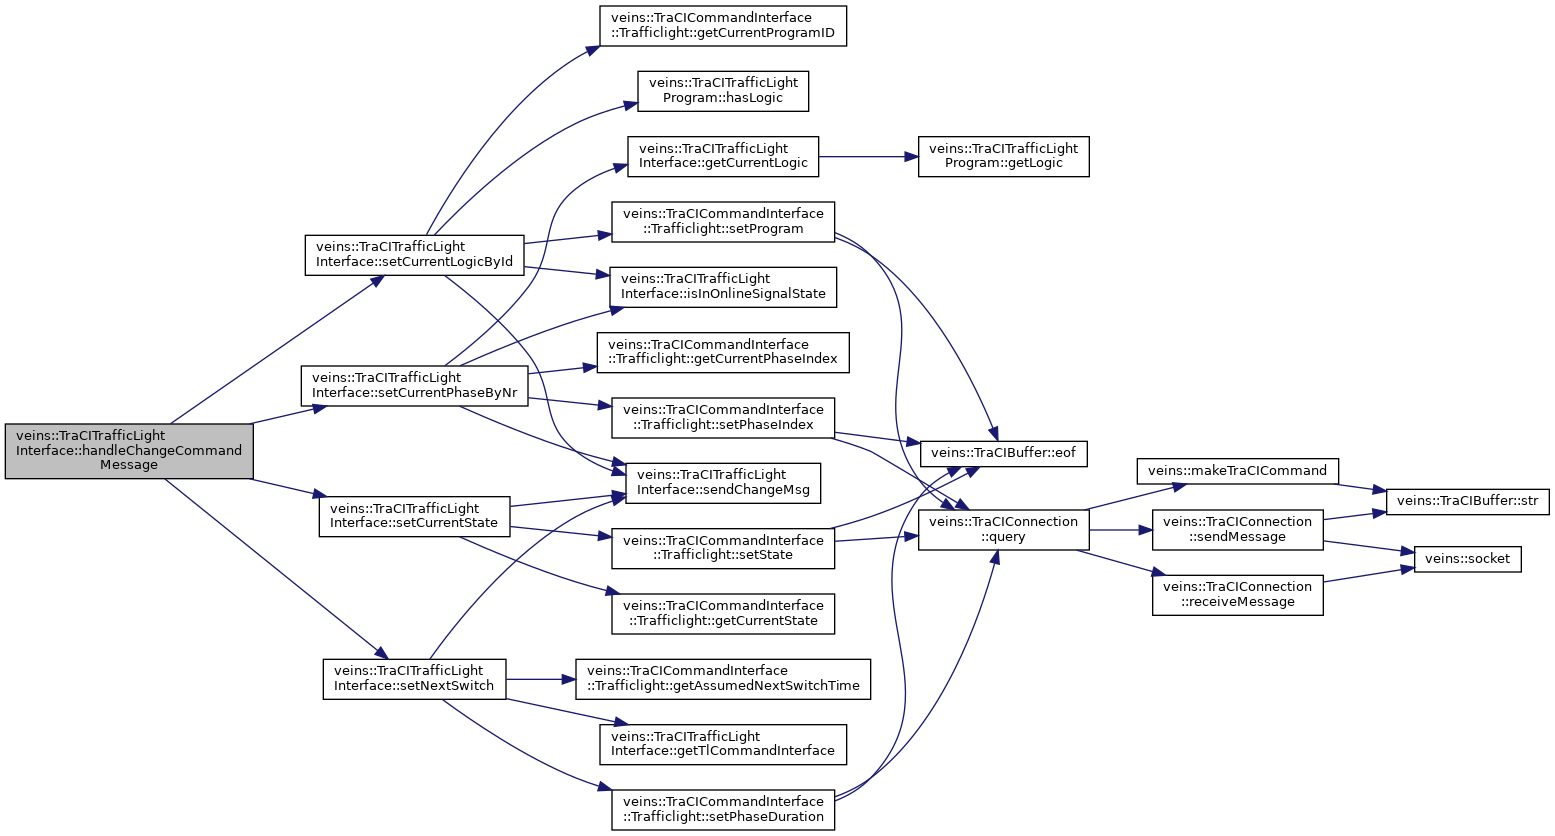 veins::TraCICommandInterface
::Trafficlight::getCurrentProgramID
veins::TraCITrafficLight
Program::hasLogic
veins::TraCITrafficLight
Interface::getCurrentLogic
veins::TraCITrafficLight
Program::getLogic
veins::TraCICommandInterface
::Trafficlight::setProgram
veins::TraCITrafficLight
Interface::setCurrentLogicById
veins::TraCITrafficLight
Interface::isInOnlineSignalState
veins::TraCICommandInterface
::Trafficlight::getCurrentPhaseIndex
veins::TraCITrafficLight
Interface::setCurrentPhaseByNr
veins::TraCICommandInterface
::Trafficlight::setPhaseIndex
veins::TraCITrafficLight
Interface::handleChangeCommand
Message
veins::TraCIBuffer::eof
veins::TraCITrafficLight
Interface::sendChangeMsg
veins::makeTraCICommand
veins::TraCIBuffer::str
veins::TraCITrafficLight
Interface::setCurrentState
veins::TraCIConnection
::query
veins::TraCIConnection
::sendMessage
veins::TraCICommandInterface
::Trafficlight::setState
veins::socket
veins::TraCIConnection
::receiveMessage
veins::TraCICommandInterface
::Trafficlight::getCurrentState
veins::TraCITrafficLight
Interface::setNextSwitch
veins::TraCICommandInterface
::Trafficlight::getAssumedNextSwitchTime
veins::TraCITrafficLight
Interface::getTlCommandInterface
veins::TraCICommandInterface
::Trafficlight::setPhaseDuration